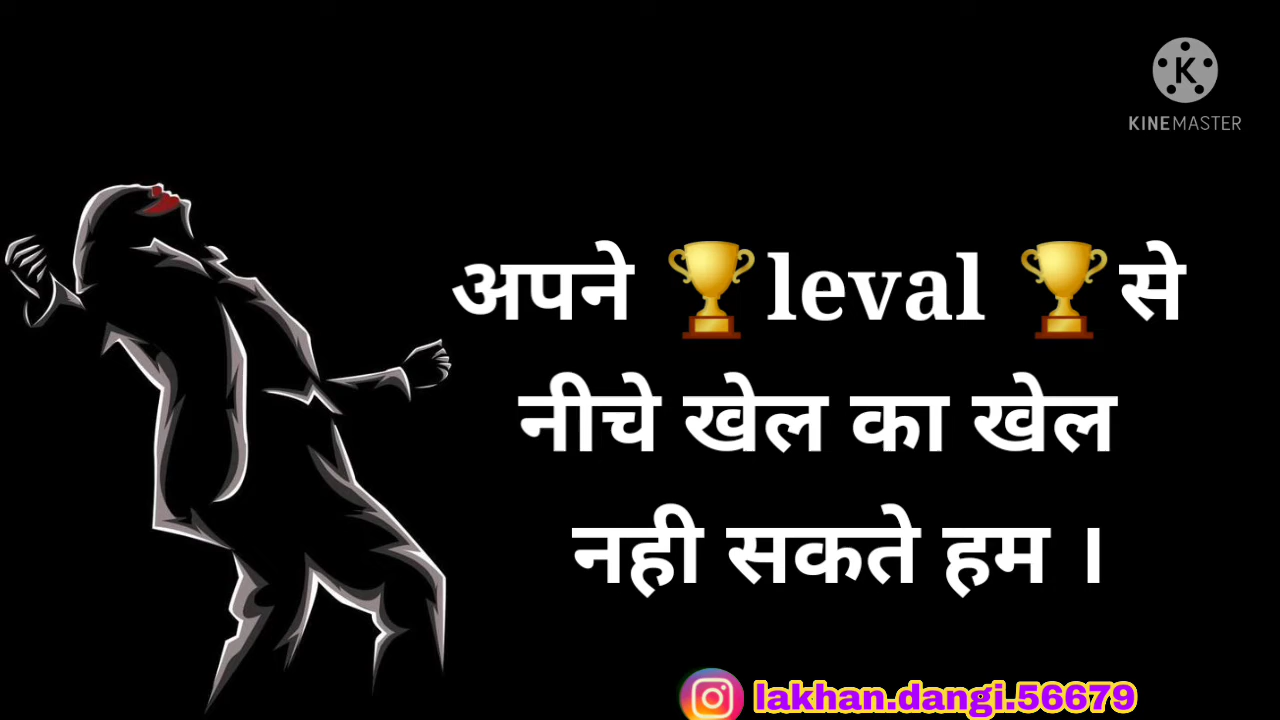 KINEMASTER
अपने 🏆leval 🏆से
नीचे खेल का खेल
नही सकते हम ।
lakhan.dangi.56679